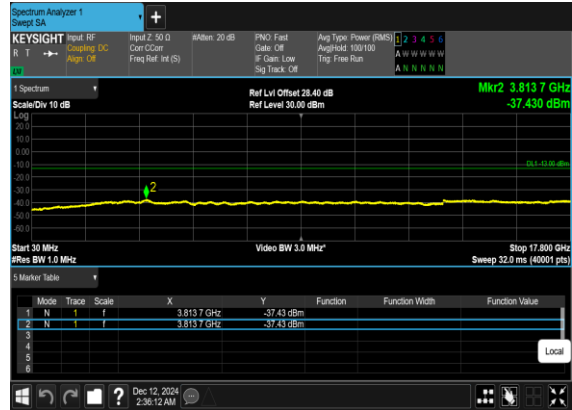 Spectrum Analyzer 1
Swept SA
+
KEYSIGHT
R T
Input: RF
Coupling: DC
Align: Off
Input Z: 50 Ω
Corr CCorr
Freq Ref: Int (S)
#Atten: 20 dB
PNO: Fast
Gate: Off
IF Gain: Low
Sig Track: Off
Avg Type: Power (RMS)
Avg|Hold: 100/100
Trig: Free Run
1 2 3 4 5 6
A W W W W W
A N N N N N
1 Spectrum
Scale/Div 10 dB
Ref Lvl Offset 28.40 dB
Ref Level 30.00 dBm
Mkr2 3.813 7 GHz
-37.430 dBm
Log
20.0
10.0
0.00
-10.0
-20.0
-30.0
-40.0
-50.0
-60.0
DL1 -13.00 dBm
2
Start 30 MHz
#Res BW 1.0 MHz
Video BW 3.0 MHz*
Stop 17.800 GHz
Sweep 32.0 ms (40001 pts)
5 Marker Table
Mode Trace Scale X Y Function Function Width Function Value
1 N 1 f 3.813 7 GHz -37.43 dBm
2 N 1 f 3.813 7 GHz -37.43 dBm
3
4
5
6
Local
?
Dec 12, 2024
2:36:12 AM